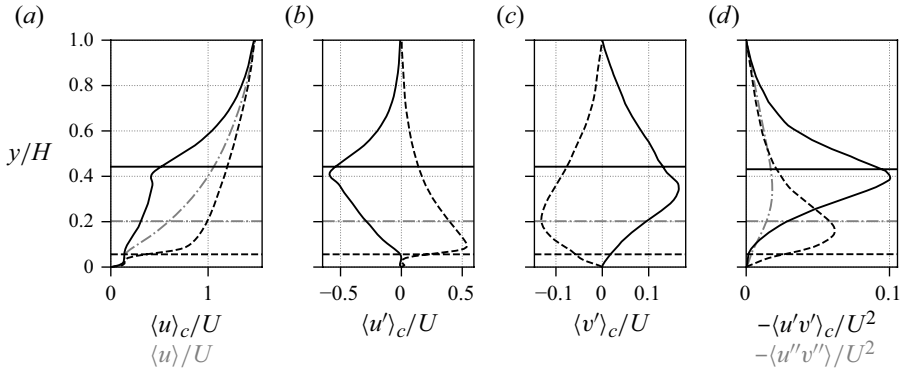 (a) (b) (c) (d)
1.0
0.8
0.6
y/H
0.4
0.2
0
0 1 −0.5 0 0.5 −0.1 0 0.1 0 0.1
⟨u⟩c/U ⟨u′⟩c/U ⟨v′⟩c/U −⟨u′v′⟩c/U²
⟨u⟩/U −⟨u″v″⟩/U²